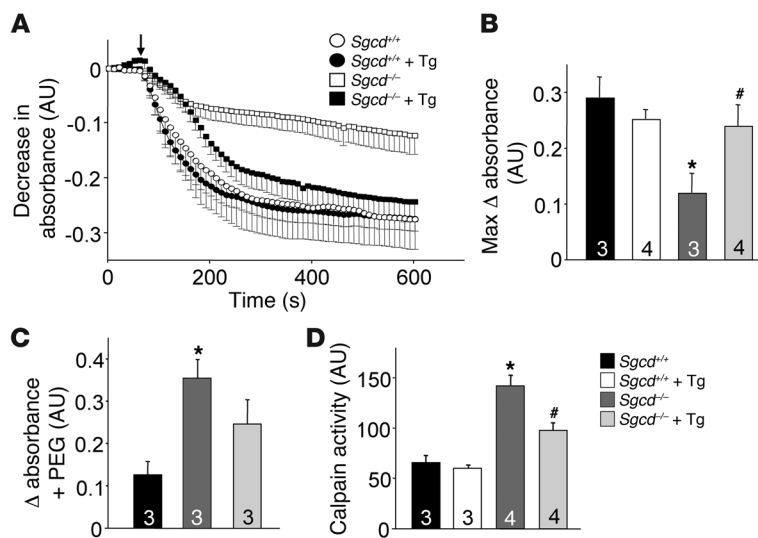 A
Sgcd+/+
Sgcd+/+ + Tg
Sgcd−/−
Sgcd−/− + Tg
Decrease in
absorbance (AU)
0
-0.1
-0.2
-0.3
0 200 400 600
Time (s)
B
Max Δ absorbance
(AU)
0.3
0.2
0.1
0
*
#
3 4 3 4
C
Δ absorbance
+ PEG (AU)
0.4
0.3
0.2
0.1
0
*
3 3 3
D
Calpain activity (AU)
150
100
50
0
*
#
3 3 4 4
Sgcd+/+
Sgcd+/+ + Tg
Sgcd−/−
Sgcd−/− + Tg